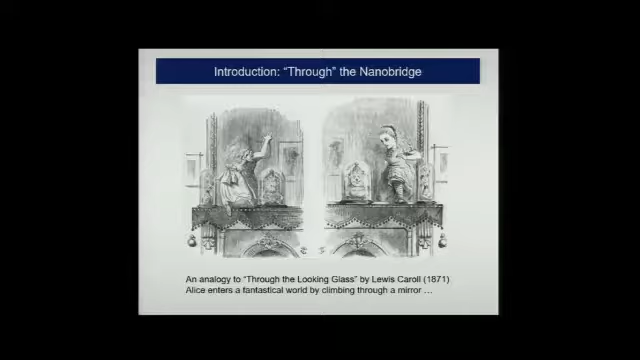 Introduction: “Through” the Nanobridge
An analogy to “Through the Looking Glass” by Lewis Caroll (1871)
Alice enters a fantastical world by climbing through a mirror …